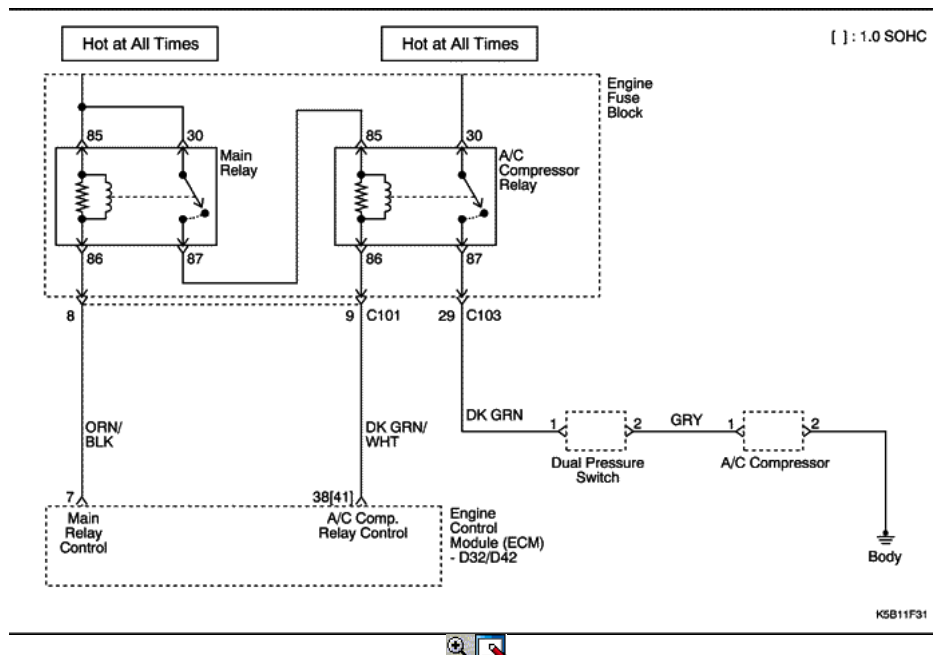 Hot at All Times
Hot at All Times
[ ] : 1.0 SOHC
Engine
Fuse
Block
85
30
Main
Relay
85
30
A/C
Compressor
Relay
86
87
86
87
8
9
C101
29
C103
ORN/
BLK
DK GRN/
WHT
DK GRN
1
2
GRY
1
2
Dual Pressure
Switch
A/C Compressor
7
Main
Relay
Control
38[41]
A/C Comp.
Relay Control
Engine
Control
Module (ECM)
- D32/D42
Body
K5B11F31